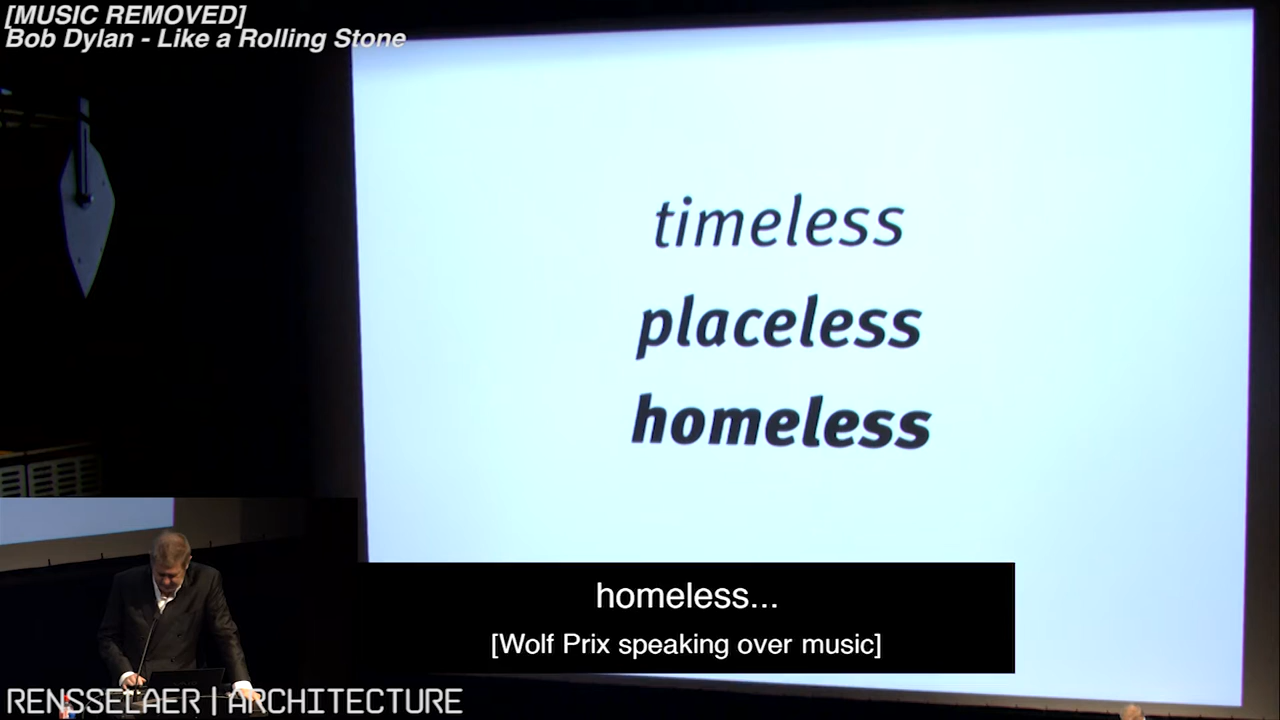 [MUSIC REMOVED]
Bob Dylan - Like a Rolling Stone
timeless
placeless
homeless
homeless...
[Wolf Prix speaking over music]
RENSSELAER | ARCHITECTURE